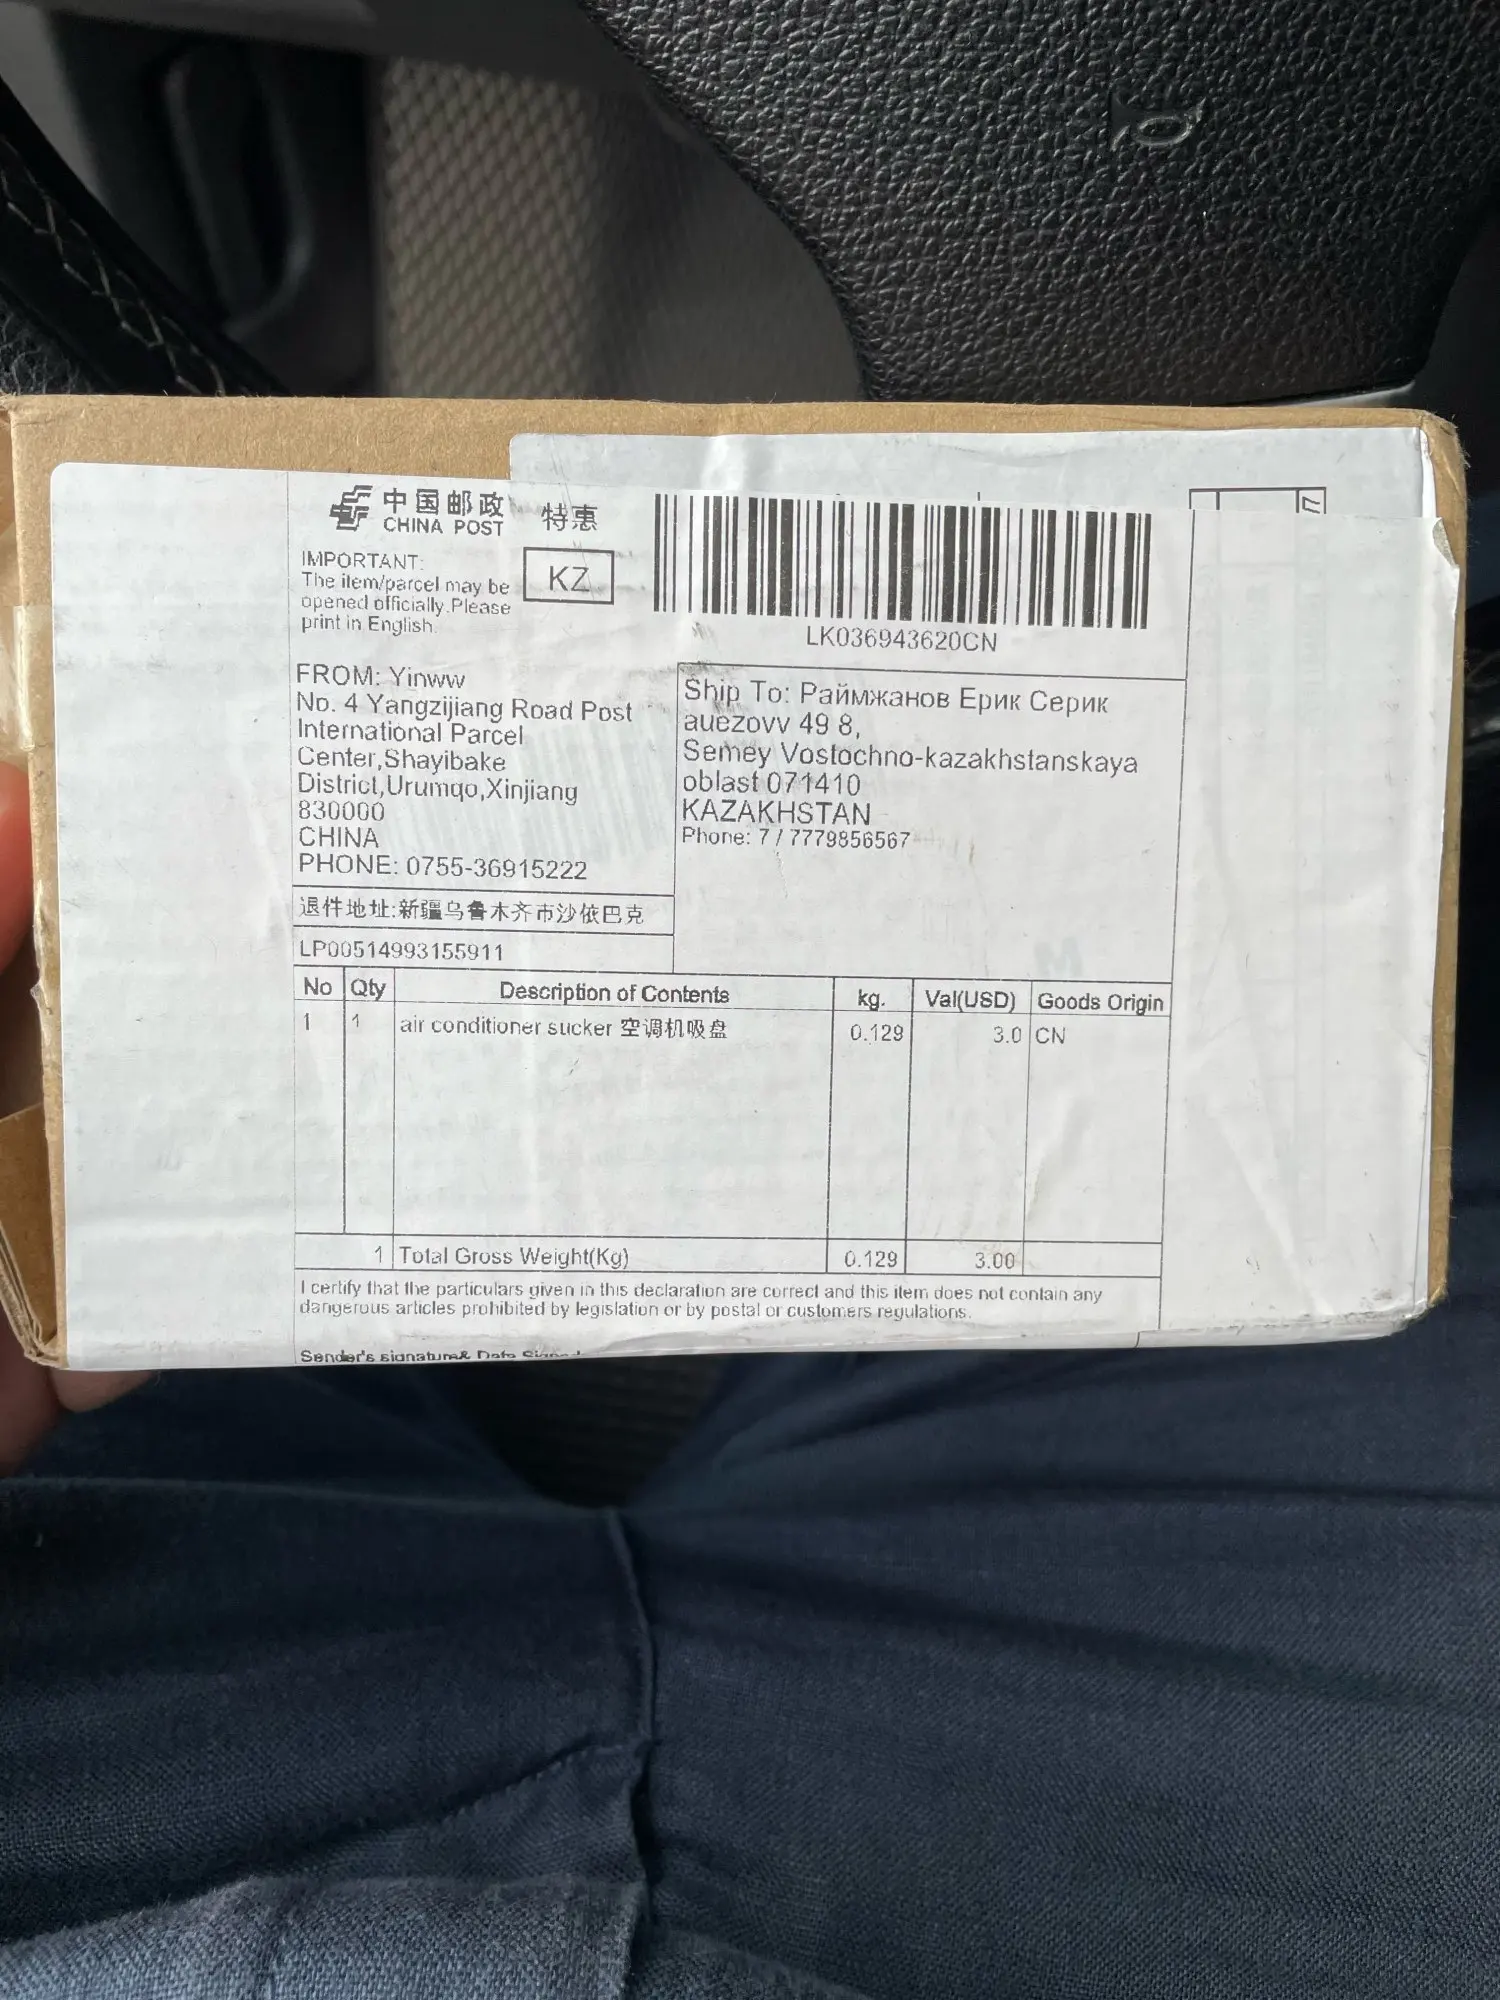 中国邮政 特惠
CHINA POST
IMPORTANT:
The item/parcel may be
opened officially.Please
print in English.
KZ
LK036943620CN
FROM: Yinww
No. 4 Yangzijiang Road Post
International Parcel
Center,Shayibake
District,Urumqo,Xinjiang
830000
CHINA
PHONE: 0755-36915222
Ship To: Раймжанов Ерик Серик
auezovv 49 8,
Semey Vostochno-kazakhstanskaya
oblast 071410
KAZAKHSTAN
Phone: 7 / 7779856567
退件地址:新疆乌鲁木齐市沙依巴克
LP00514993155911
No Qty Description of Contents kg. Val(USD) Goods Origin
1 1 air conditioner sucker 空调机吸盘 0.129 3.0 CN
1 Total Gross Weight(Kg) 0.129 3.00
I certify that the particulars given in this declaration are correct and this item does not contain any
dangerous articles prohibited by legislation or by postal or customers regulations.
Sender's signature& Date Signed